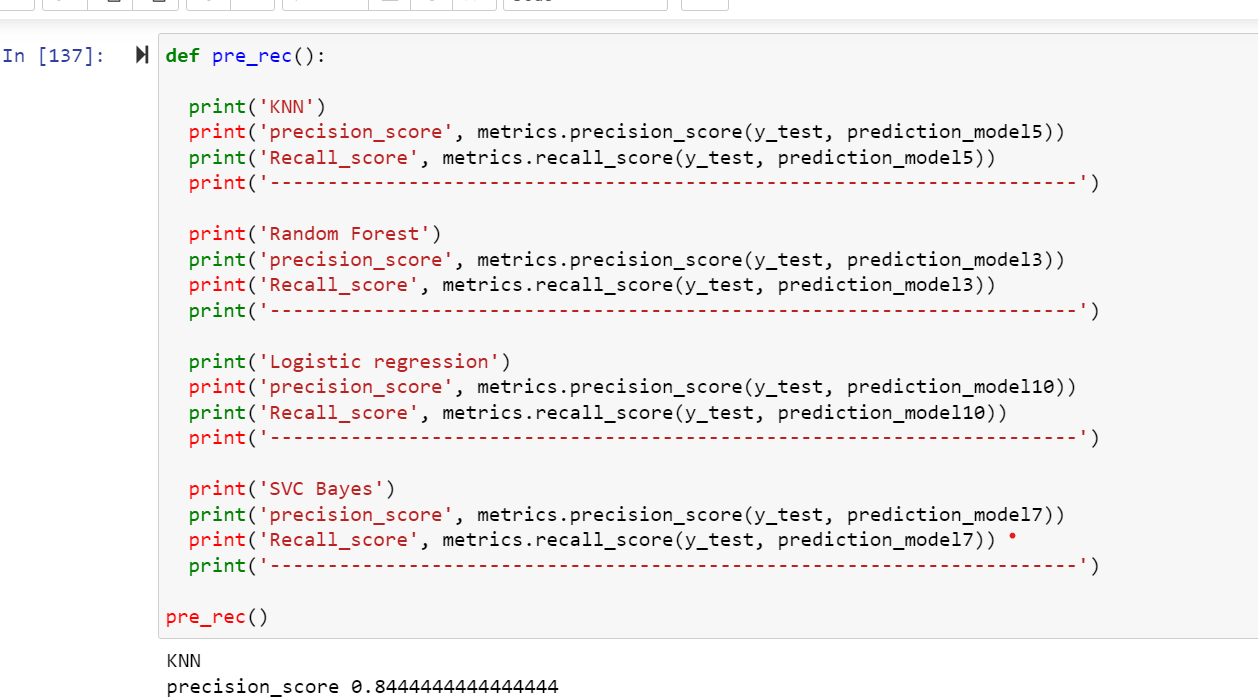 In [137]:
def pre_rec():
print('KNN')
print('precision_score', metrics.precision_score(y_test, prediction_model5))
print('Recall_score', metrics.recall_score(y_test, prediction_model5))
print('----------------------------------------------------------------------')
print('Random Forest')
print('precision_score', metrics.precision_score(y_test, prediction_model3))
print('Recall_score', metrics.recall_score(y_test, prediction_model3))
print('----------------------------------------------------------------------')
print('Logistic regression')
print('precision_score', metrics.precision_score(y_test, prediction_model10))
print('Recall_score', metrics.recall_score(y_test, prediction_model10))
print('----------------------------------------------------------------------')
print('SVC Bayes')
print('precision_score', metrics.precision_score(y_test, prediction_model7))
print('Recall_score', metrics.recall_score(y_test, prediction_model7))
print('----------------------------------------------------------------------')
pre_rec()
KNN
precision_score 0.8444444444444444